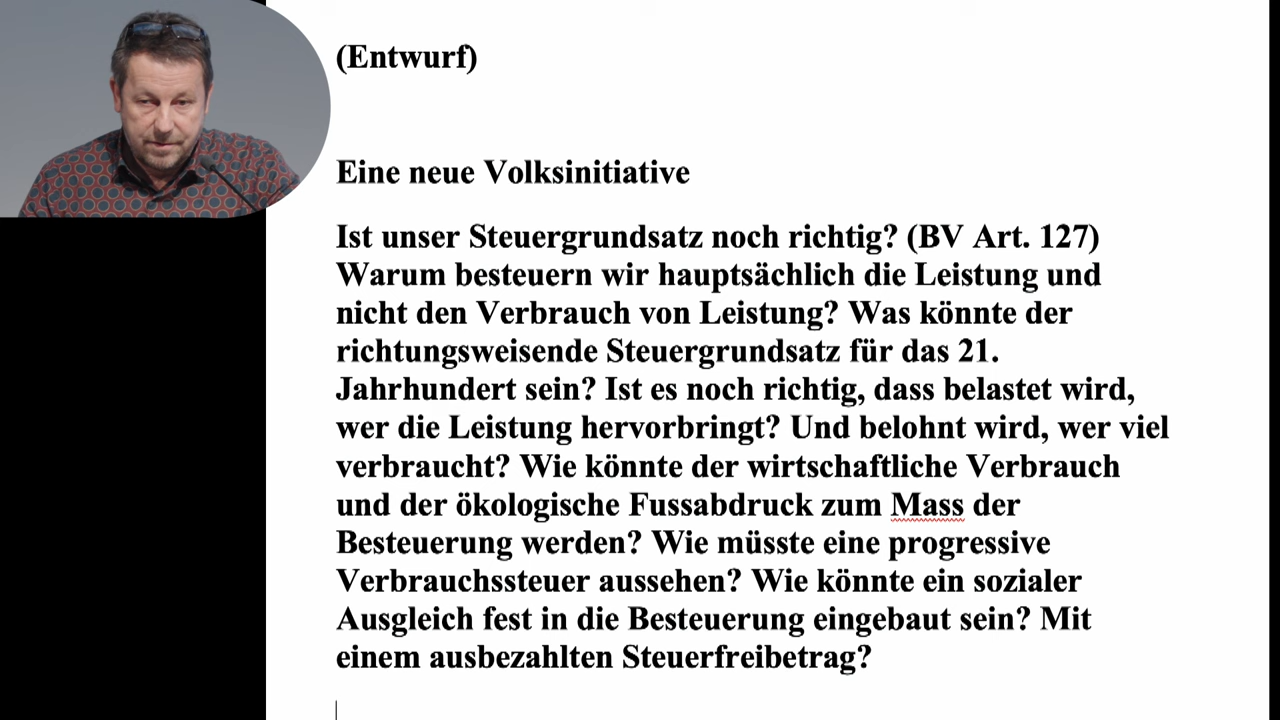 (Entwurf)
Eine neue Volksinitiative
Ist unser Steuergrundsatz noch richtig? (BV Art. 127)
Warum besteuern wir hauptsächlich die Leistung und
nicht den Verbrauch von Leistung? Was könnte der
richtungsweisende Steuergrundsatz für das 21.
Jahrhundert sein? Ist es noch richtig, dass belastet wird,
wer die Leistung hervorbringt? Und belohnt wird, wer viel
verbraucht? Wie könnte der wirtschaftliche Verbrauch
und der ökologische Fussabdruck zum Mass der
Besteuerung werden? Wie müsste eine progressive
Verbrauchssteuer aussehen? Wie könnte ein sozialer
Ausgleich fest in die Besteuerung eingebaut sein? Mit
einem ausbezahlten Steuerfreibetrag?